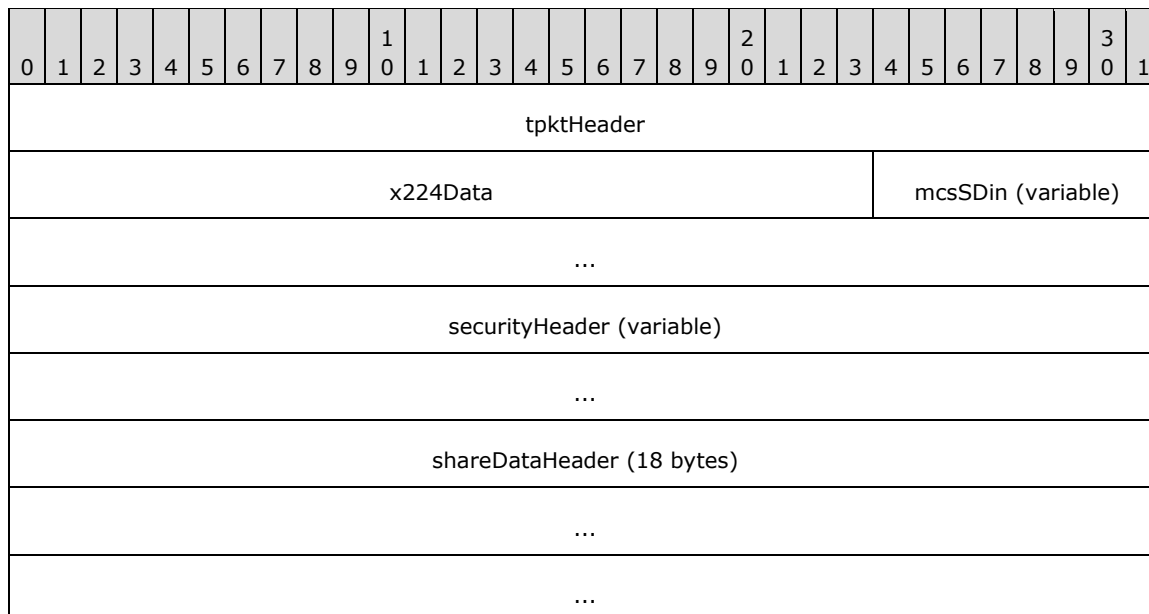 1 2 3
0 1 2 3 4 5 6 7 8 9 0 1 2 3 4 5 6 7 8 9 0 1 2 3 4 5 6 7 8 9 0 1
tpktHeader
x224Data mcsSDin (variable)
...
securityHeader (variable)
...
shareDataHeader (18 bytes)
...
...